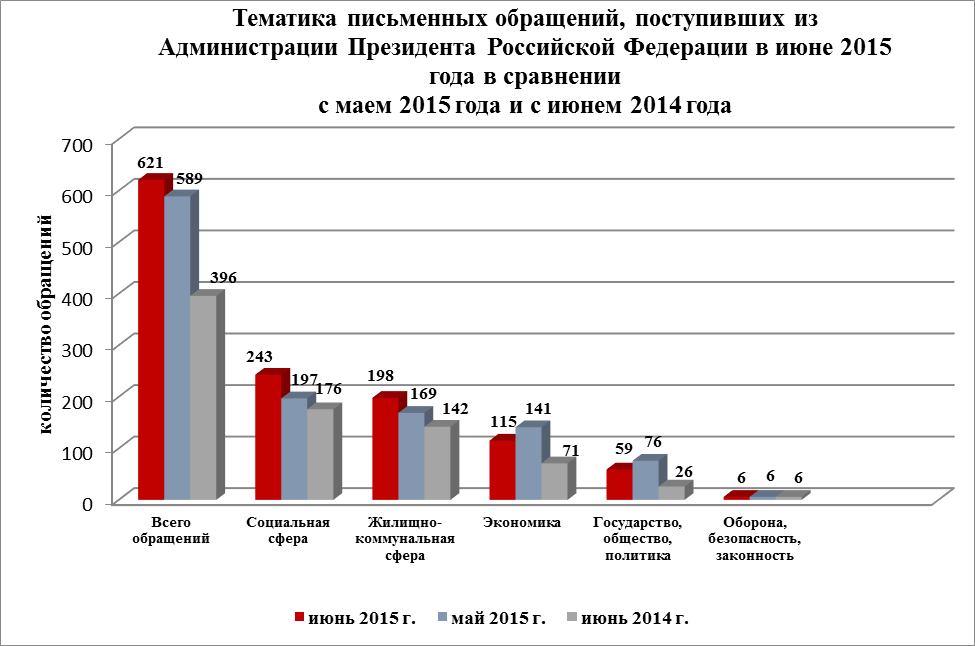 Тематика письменных обращений, поступивших из
Администрации Президента Российской Федерации в июне 2015
года в сравнении
с маем 2015 года и с июнем 2014 года
количество обращений
700
600
500
400
300
200
100
0
621
589
396
243
197
176
198
169
142
115
141
71
59
76
26
6
6
6
Всего
обращений
Социальная
сфера
Жилищно-
коммунальная
сфера
Экономика
Государство,
общество,
политика
Оборона,
безопасность,
законность
июнь 2015 г.
май 2015 г.
июнь 2014 г.